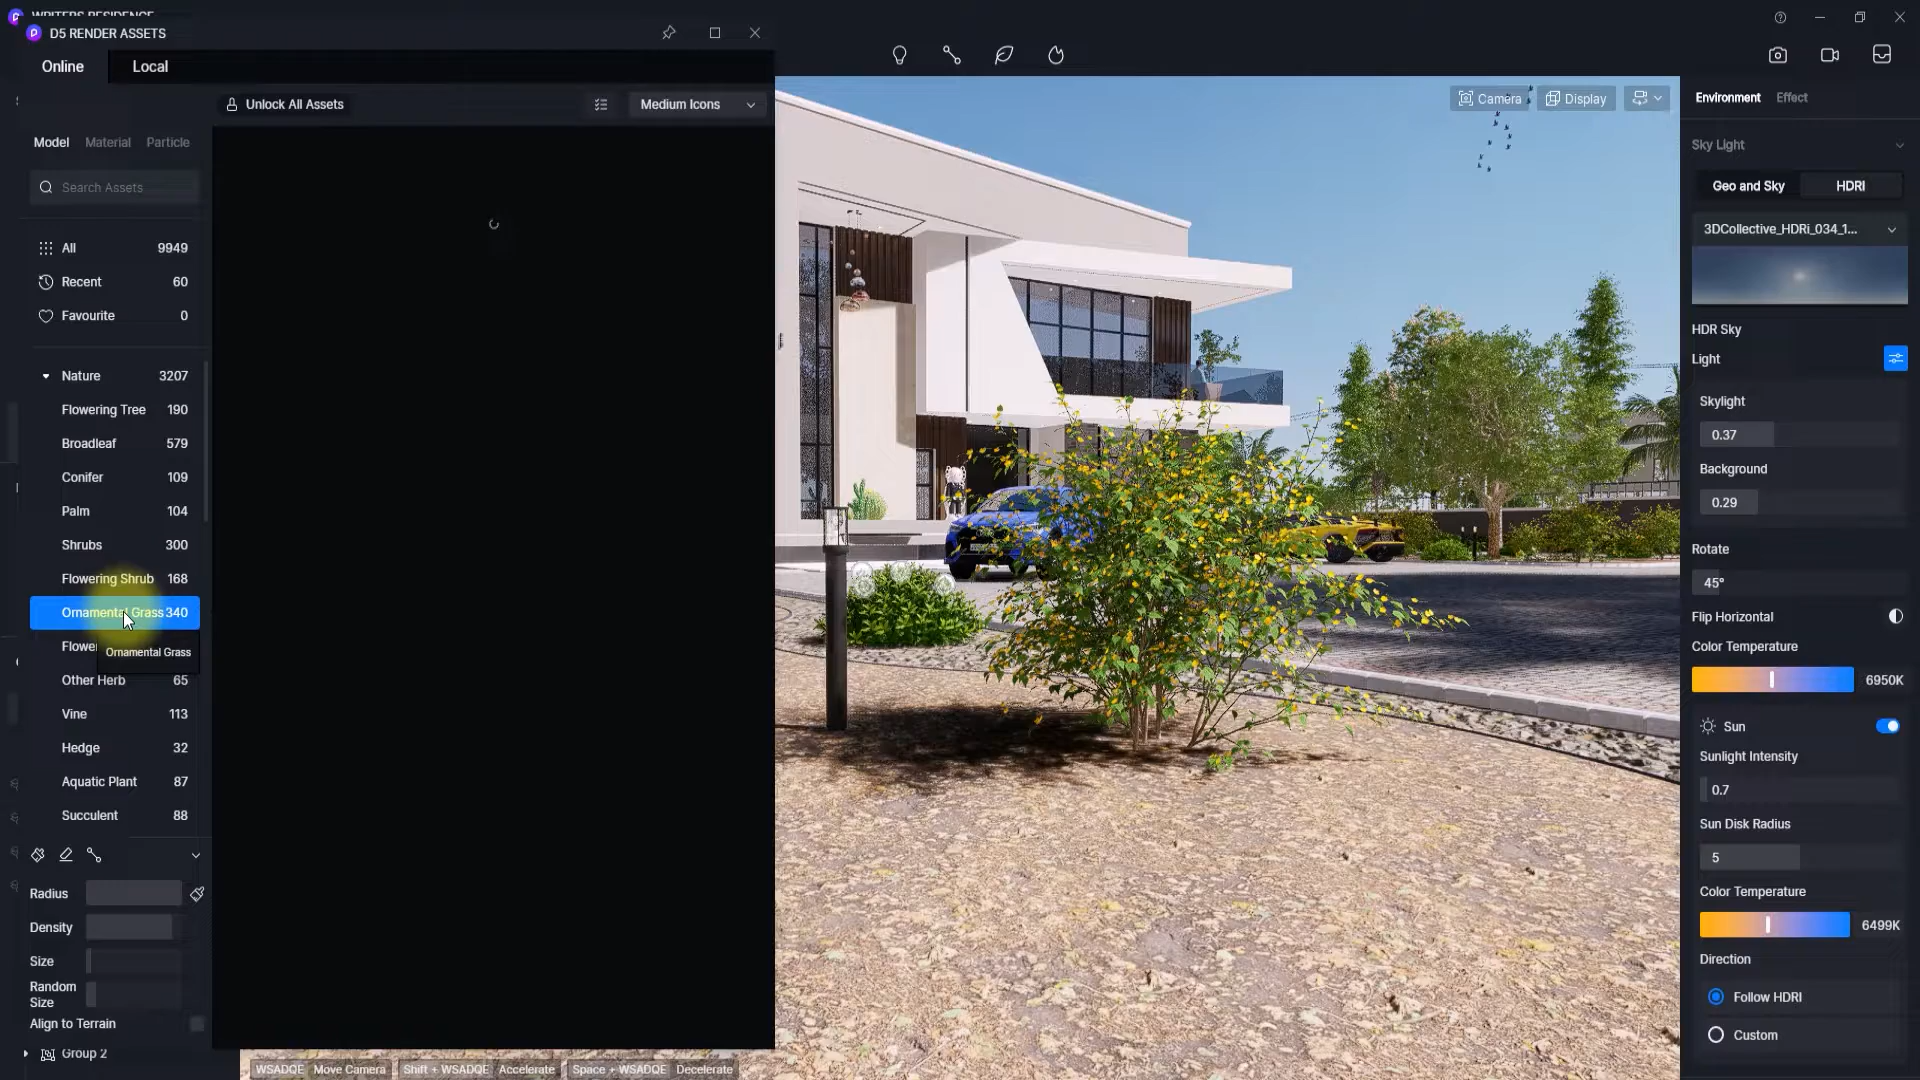 WRITERS RESIDENCE
D5 RENDER ASSETS
Online
Local
Unlock All Assets
Medium Icons
Model
Material
Particle
Search Assets
All 9949
Recent 60
Favourite 0
Nature 3207
Flowering Tree 190
Broadleaf 579
Conifer 109
Palm 104
Shrubs 300
Flowering Shrub 168
Ornamental Grass 340
Flower
Ornamental Grass
Other Herb 65
Vine 113
Hedge 32
Aquatic Plant 87
Succulent 88
Radius
Density
Size
Random
Size
Align to Terrain
Group 2
WSADQE Move Camera
Shift + WSADQE Accelerate
Space + WSADQE Decelerate
Camera
Display
Environment
Effect
Sky Light
Geo and Sky
HDRI
3DCollective_HDRi_034_1...
HDR Sky
Light
Skylight
0.37
Background
0.29
Rotate
45°
Flip Horizontal
Color Temperature
6950K
Sun
Sunlight Intensity
0.7
Sun Disk Radius
5
Color Temperature
6499K
Direction
Follow HDRI
Custom